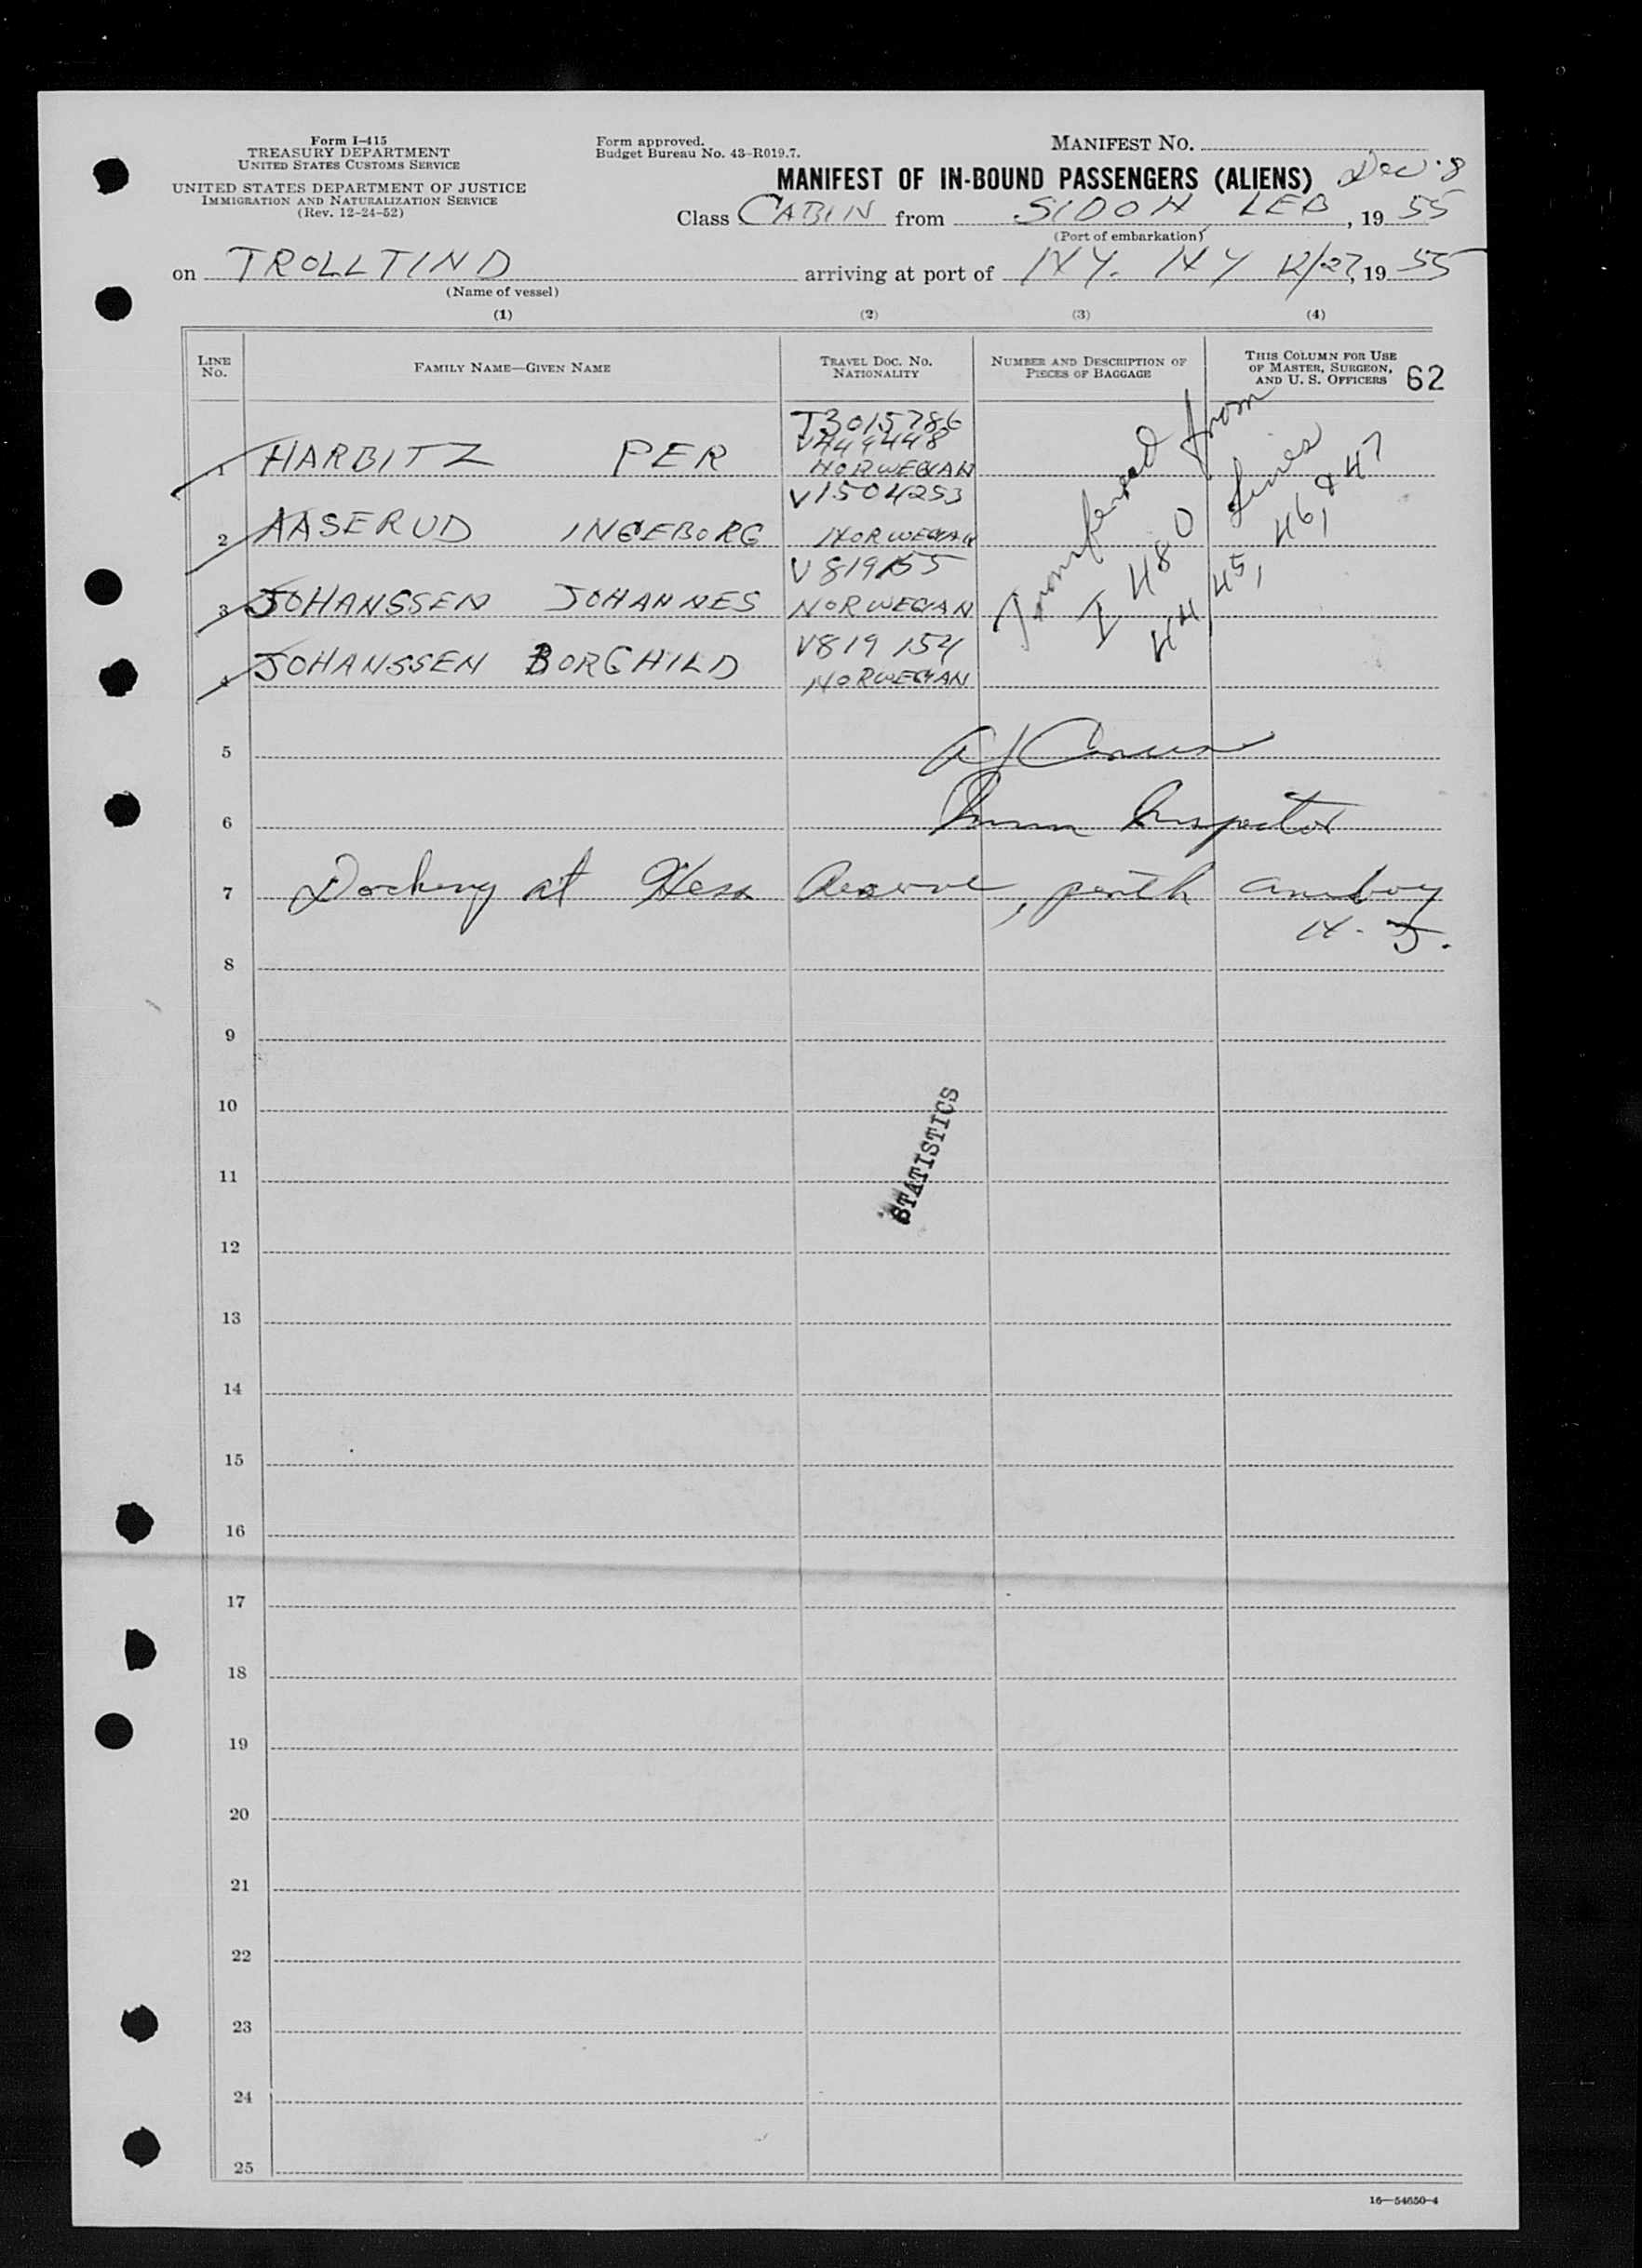 Form I-415
TREASURY DEPARTMENT
UNITED STATES CUSTOMS SERVICE
UNITED STATES DEPARTMENT OF JUSTICE
IMMIGRATION AND NATURALIZATION SERVICE
(Rev. 12-24-52)
Form approved.
Budget Bureau No. 43-R019.7.
MANIFEST NO.
MANIFEST OF IN-BOUND PASSENGERS (ALIENS) Dec. 8
Class CABIN from SIDON LEB, 19 55
(Port of embarkation)
on TROLLTIND arriving at port of NY. NY 12/27, 19 55
(Name of vessel)
(1) (2) (3) (4)
LINE NO. FAMILY NAME—GIVEN NAME TRAVEL DOC. NO. NATIONALITY NUMBER AND DESCRIPTION OF PIECES OF BAGGAGE THIS COLUMN FOR USE OF MASTER, SURGEON, AND U. S. OFFICERS 62
T3015786
1 HARBITZ PER NORWEGIAN
V1504253
2 AASERUD INGEBORG NORWEGIAN
V819155
3 JOHANSSEN JOHANNES NORWEGIAN
V819 154
4 JOHANSSEN BORGHILD NORWEGIAN
Transferred from
I 480 Lines
44, 45, 46, & 47
5
6 Inspector
7 Docking at Hess, perth amboy
N. J.
8
9
10
STATISTICS
11
12
13
14
15
16
17
18
19
20
21
22
23
24
25
16—54650-4